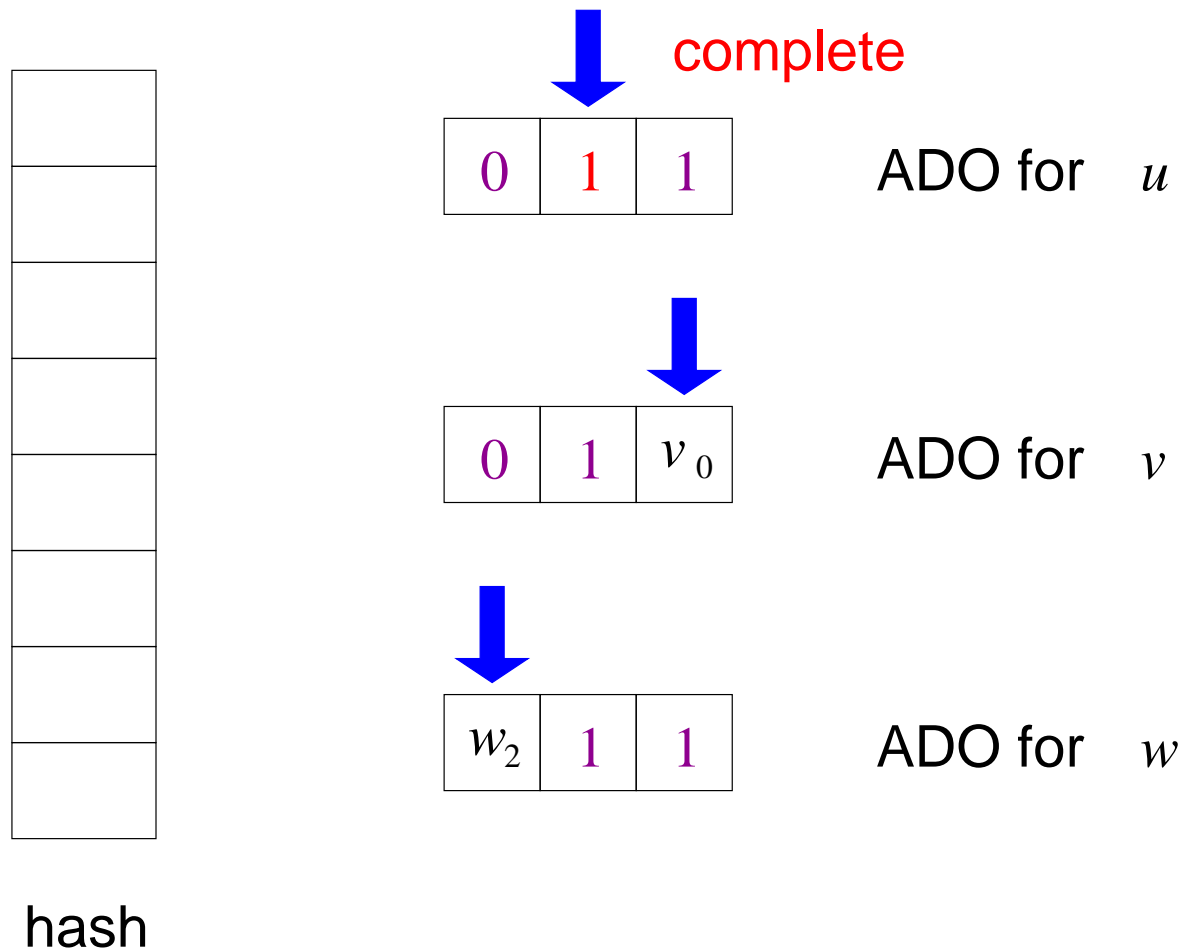 complete
0 1 1 ADO for u
0 1 v₀ ADO for v
w₂ 1 1 ADO for w
hash